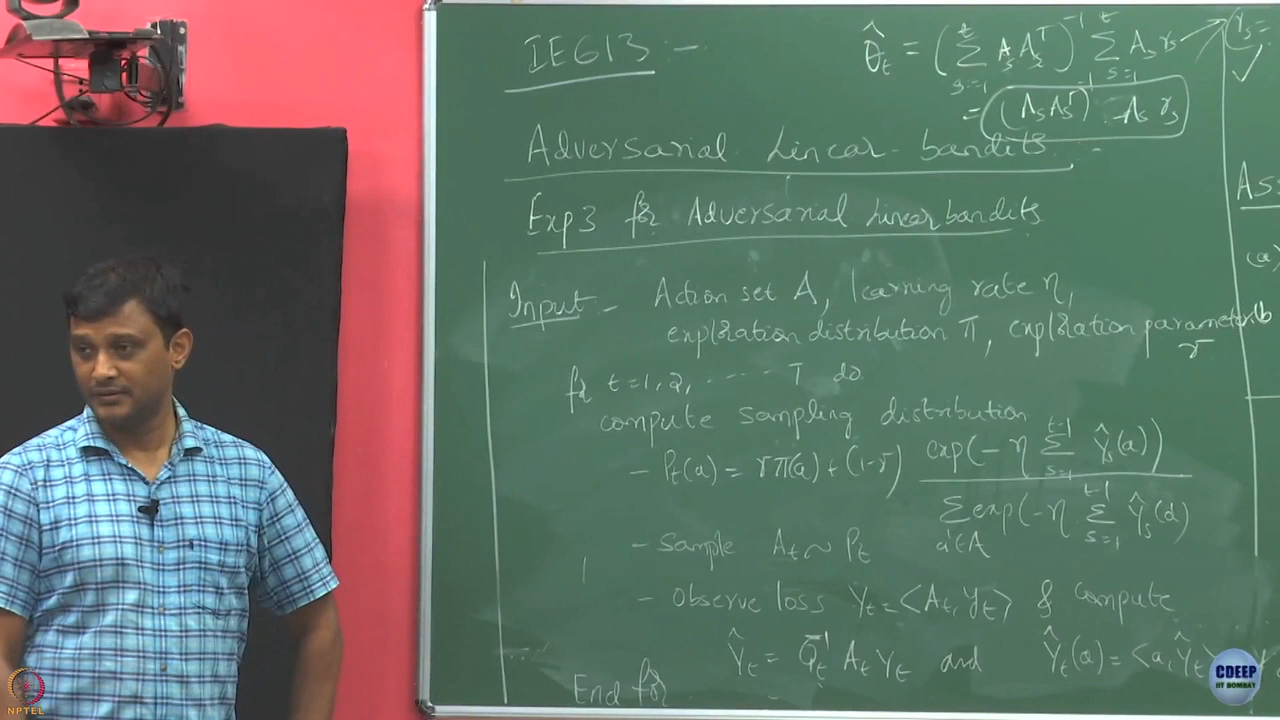 IE613 :-
θ̂_t = (Σ_{s=1}^{t} A_s A_s^T)^{-1} Σ_{s=1}^{t} A_s r_s
= (A_s A_s^T)^{-1} A_s r_s
(r_s =
Adversarial Linear bandits
Exp3 for Adversarial Linear bandits
Input - Action set A, learning rate η,
exploration distribution π, exploration parameter
γ
for t=1,2, ...... T do
compute sampling distribution
- P_t(a) = γπ(a) + (1-γ) exp(-η Σ_{s=1}^{t-1} Ŷ_s(a)) / Σ_{a'∈A} exp(-η Σ_{s=1}^{t-1} Ŷ_s(a'))
- Sample A_t ~ P_t
- observe loss Y_t = <A_t, y_t> & compute
Ŷ_t = Q_t^{-1} A_t Y_t and Ŷ_t(a) = <a, Ŷ_t>
End for
Ass
(a)
(b
NPTEL
CDEEP
IIT BOMBAY